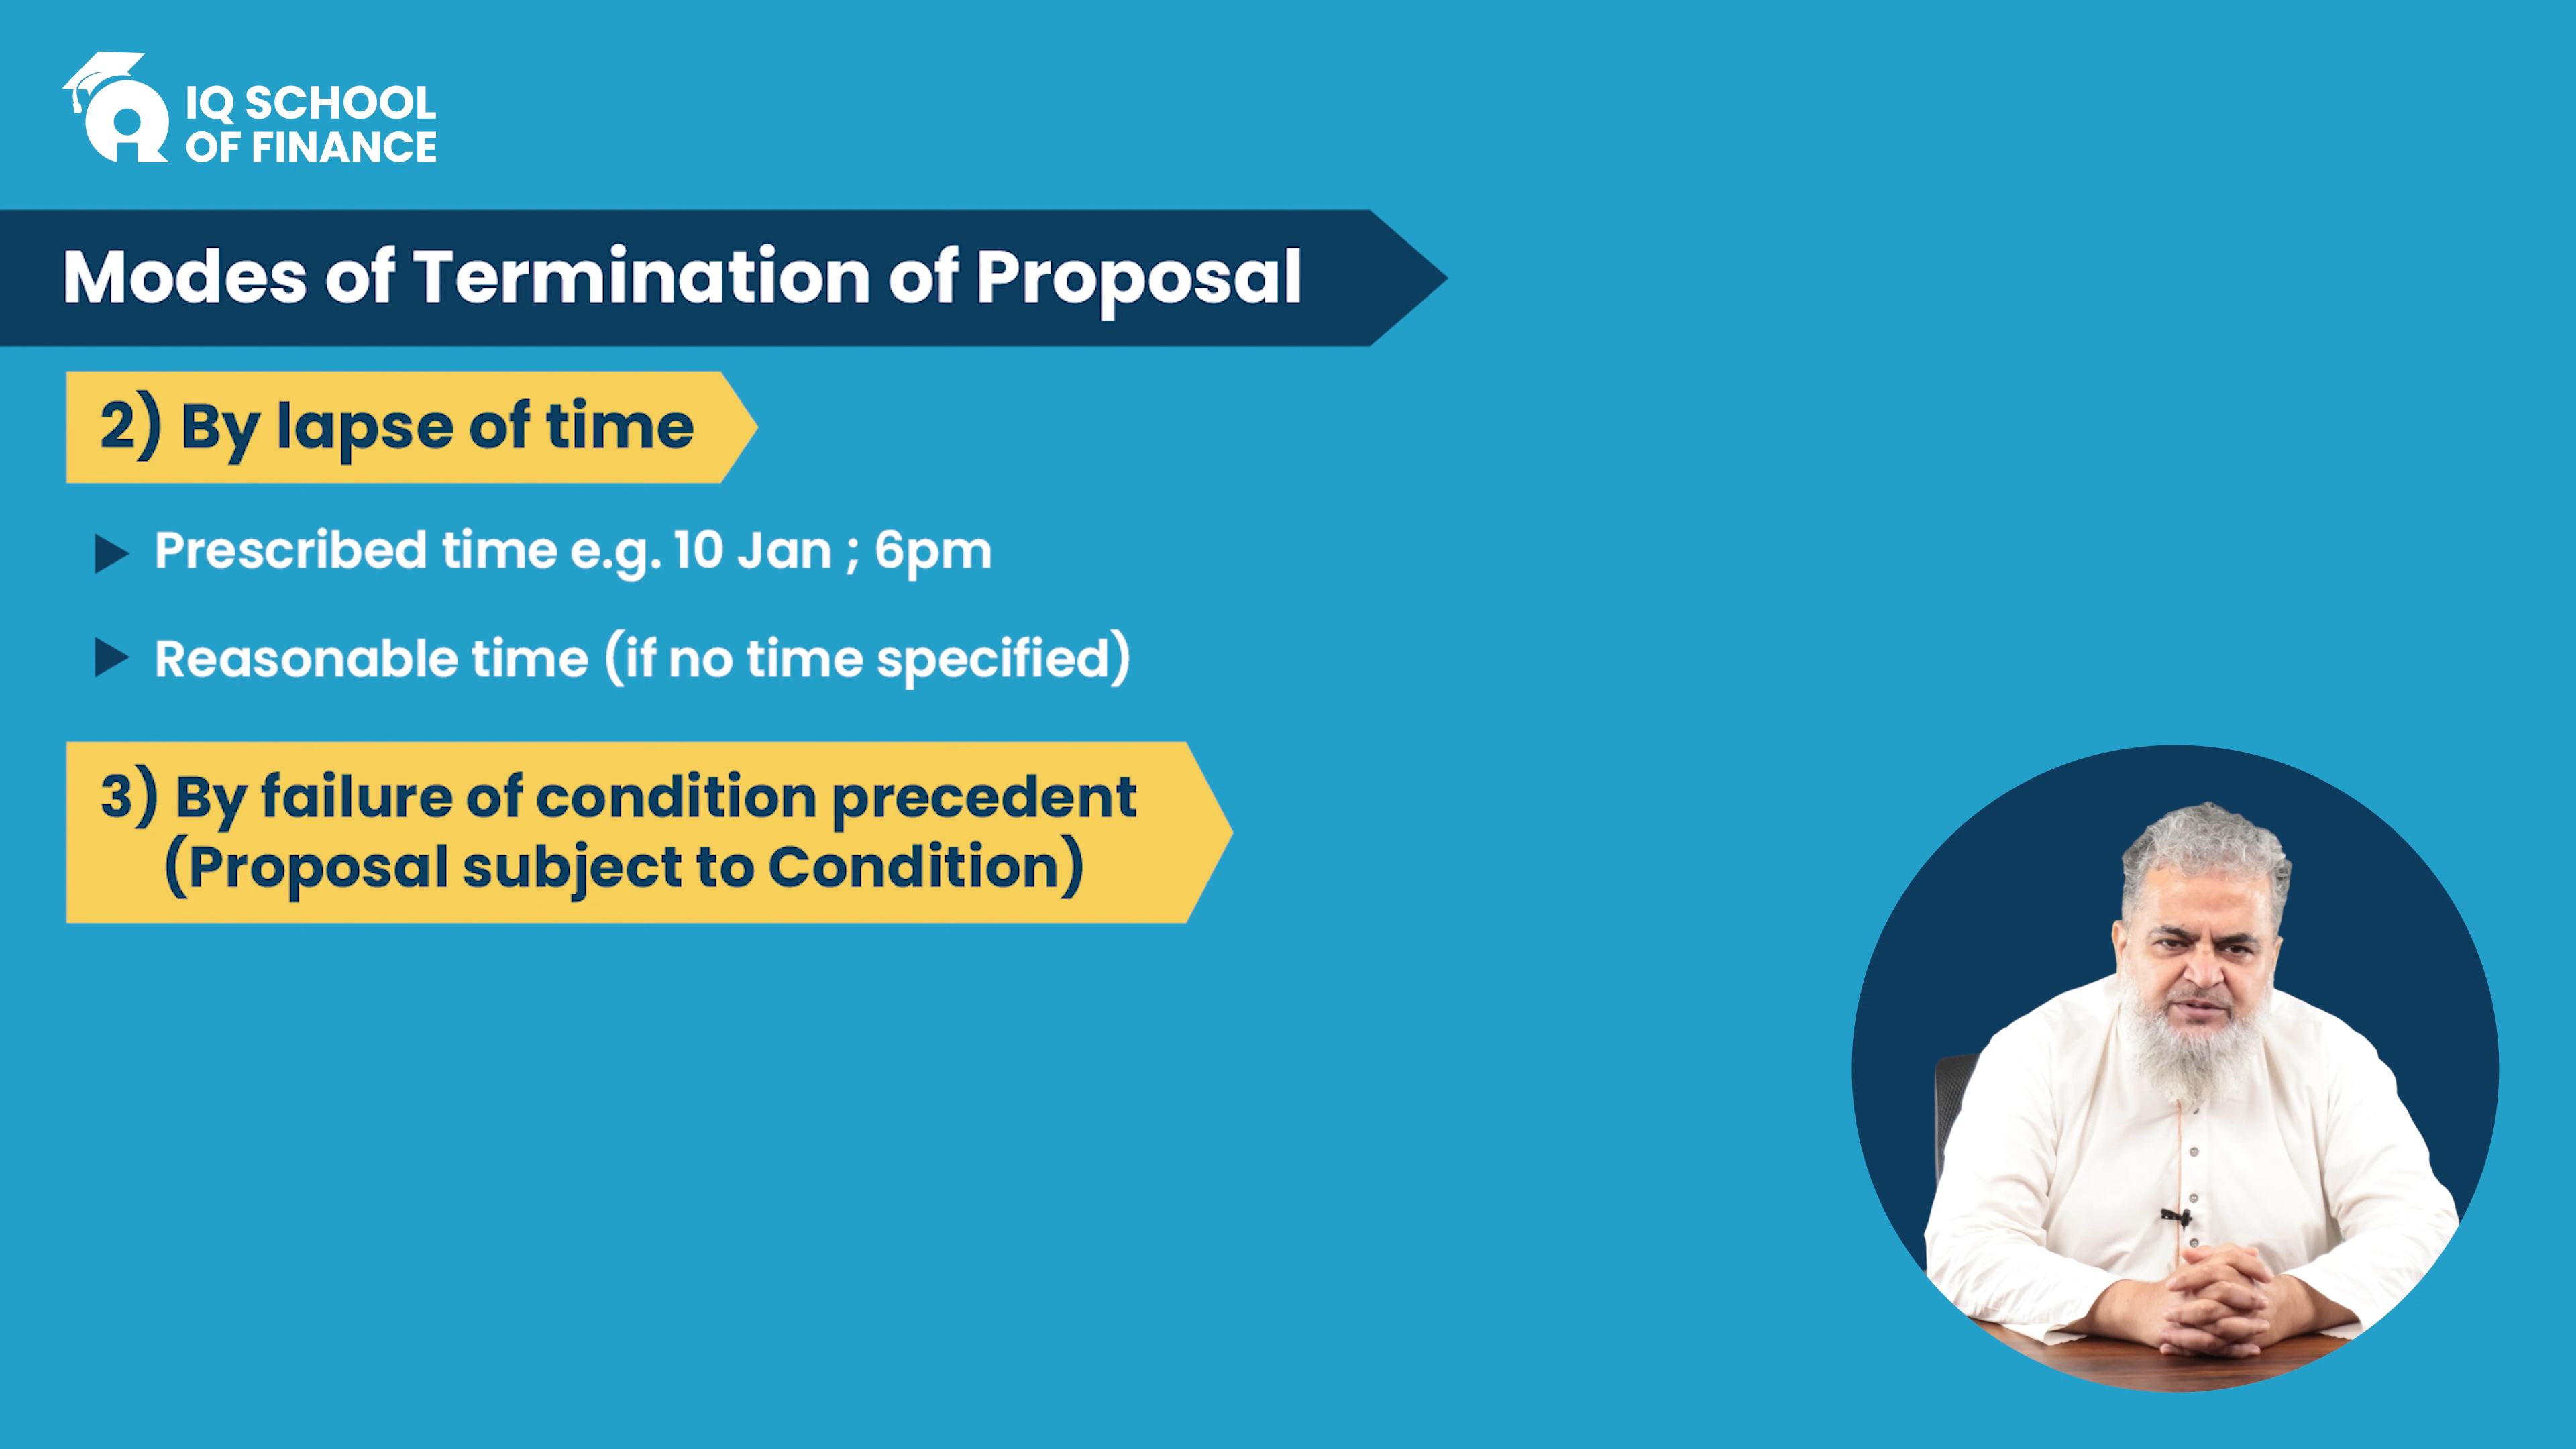 IQ SCHOOL
OF FINANCE
Modes of Termination of Proposal
2) By lapse of time
Prescribed time e.g. 10 Jan ; 6pm
Reasonable time (if no time specified)
3) By failure of condition precedent
(Proposal subject to Condition)